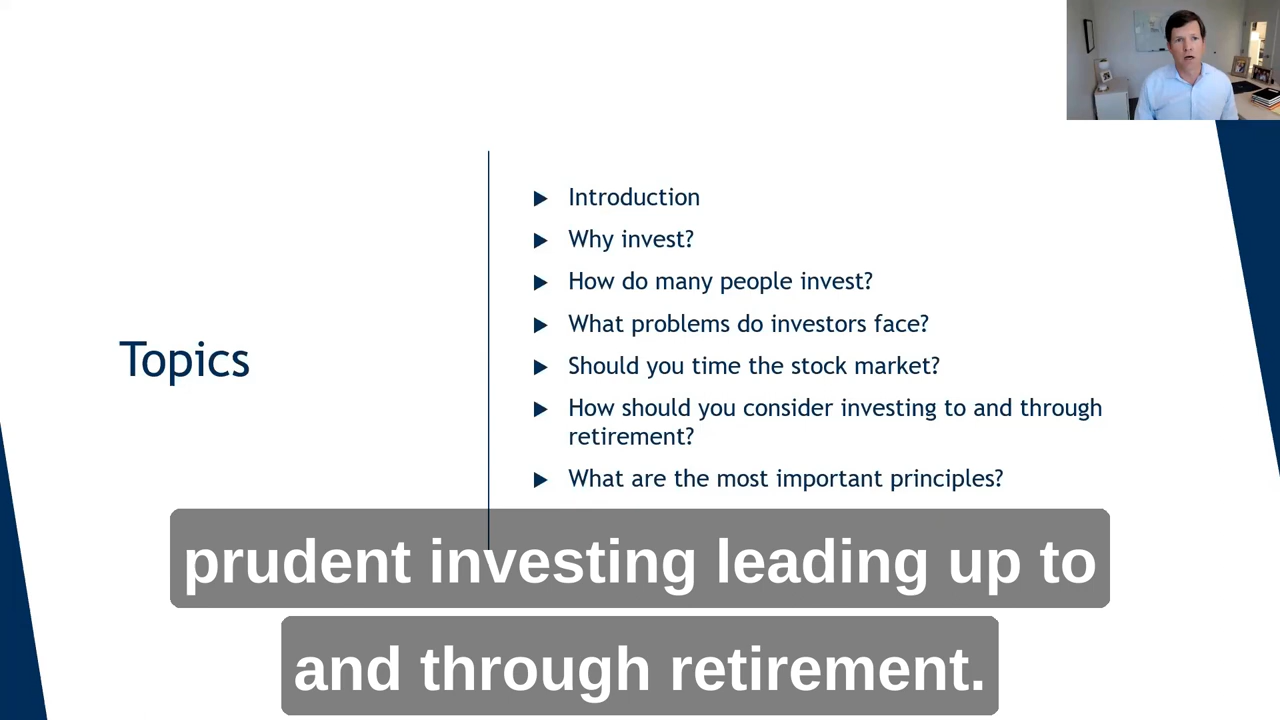 Topics
Introduction
Why invest?
How do many people invest?
What problems do investors face?
Should you time the stock market?
How should you consider investing to and through
retirement?
What are the most important principles?
prudent investing leading up to
and through retirement.